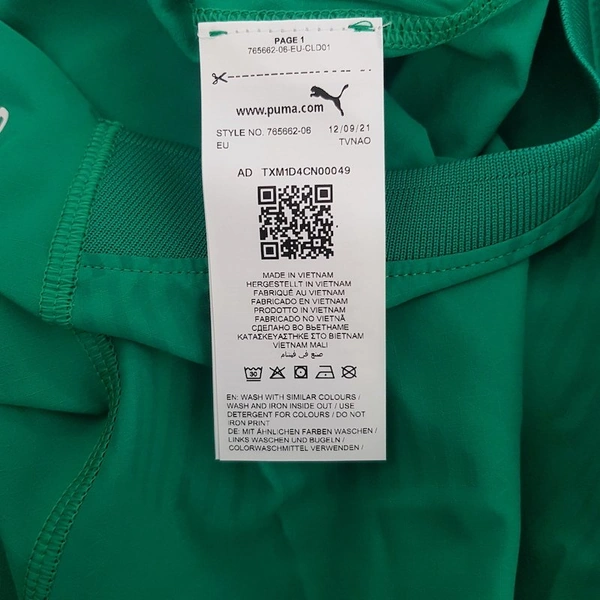 PAGE 1
765662-06-EU-CLD01
www.puma.com
STYLE NO. 765662-06 12/09/21
EU TVNAO
AD TXM1D4CN00049
MADE IN VIETNAM
HERGESTELLT IN VIETNAM
FABRIQUÉ AU VIETNAM
FABRICADO EN VIETNAM
PRODOTTO IN VIETNAM
FABRICADO NO VIETNÃ
СДЕЛАНО ВО ВЬЕТНАМЕ
ΚΑΤΑΣΚΕΥΑΣΤΗΚΕ ΣΤΟ ΒΙΕΤΝΑΜ
VİETNAM MALI
صنع في فيتنام
30
EN: WASH WITH SIMILAR COLOURS /
WASH AND IRON INSIDE OUT / USE
DETERGENT FOR COLOURS / DO NOT
IRON PRINT
DE: MIT ÄHNLICHEN FARBEN WASCHEN /
LINKS WASCHEN UND BÜGELN /
COLORWASCHMITTEL VERWENDEN /